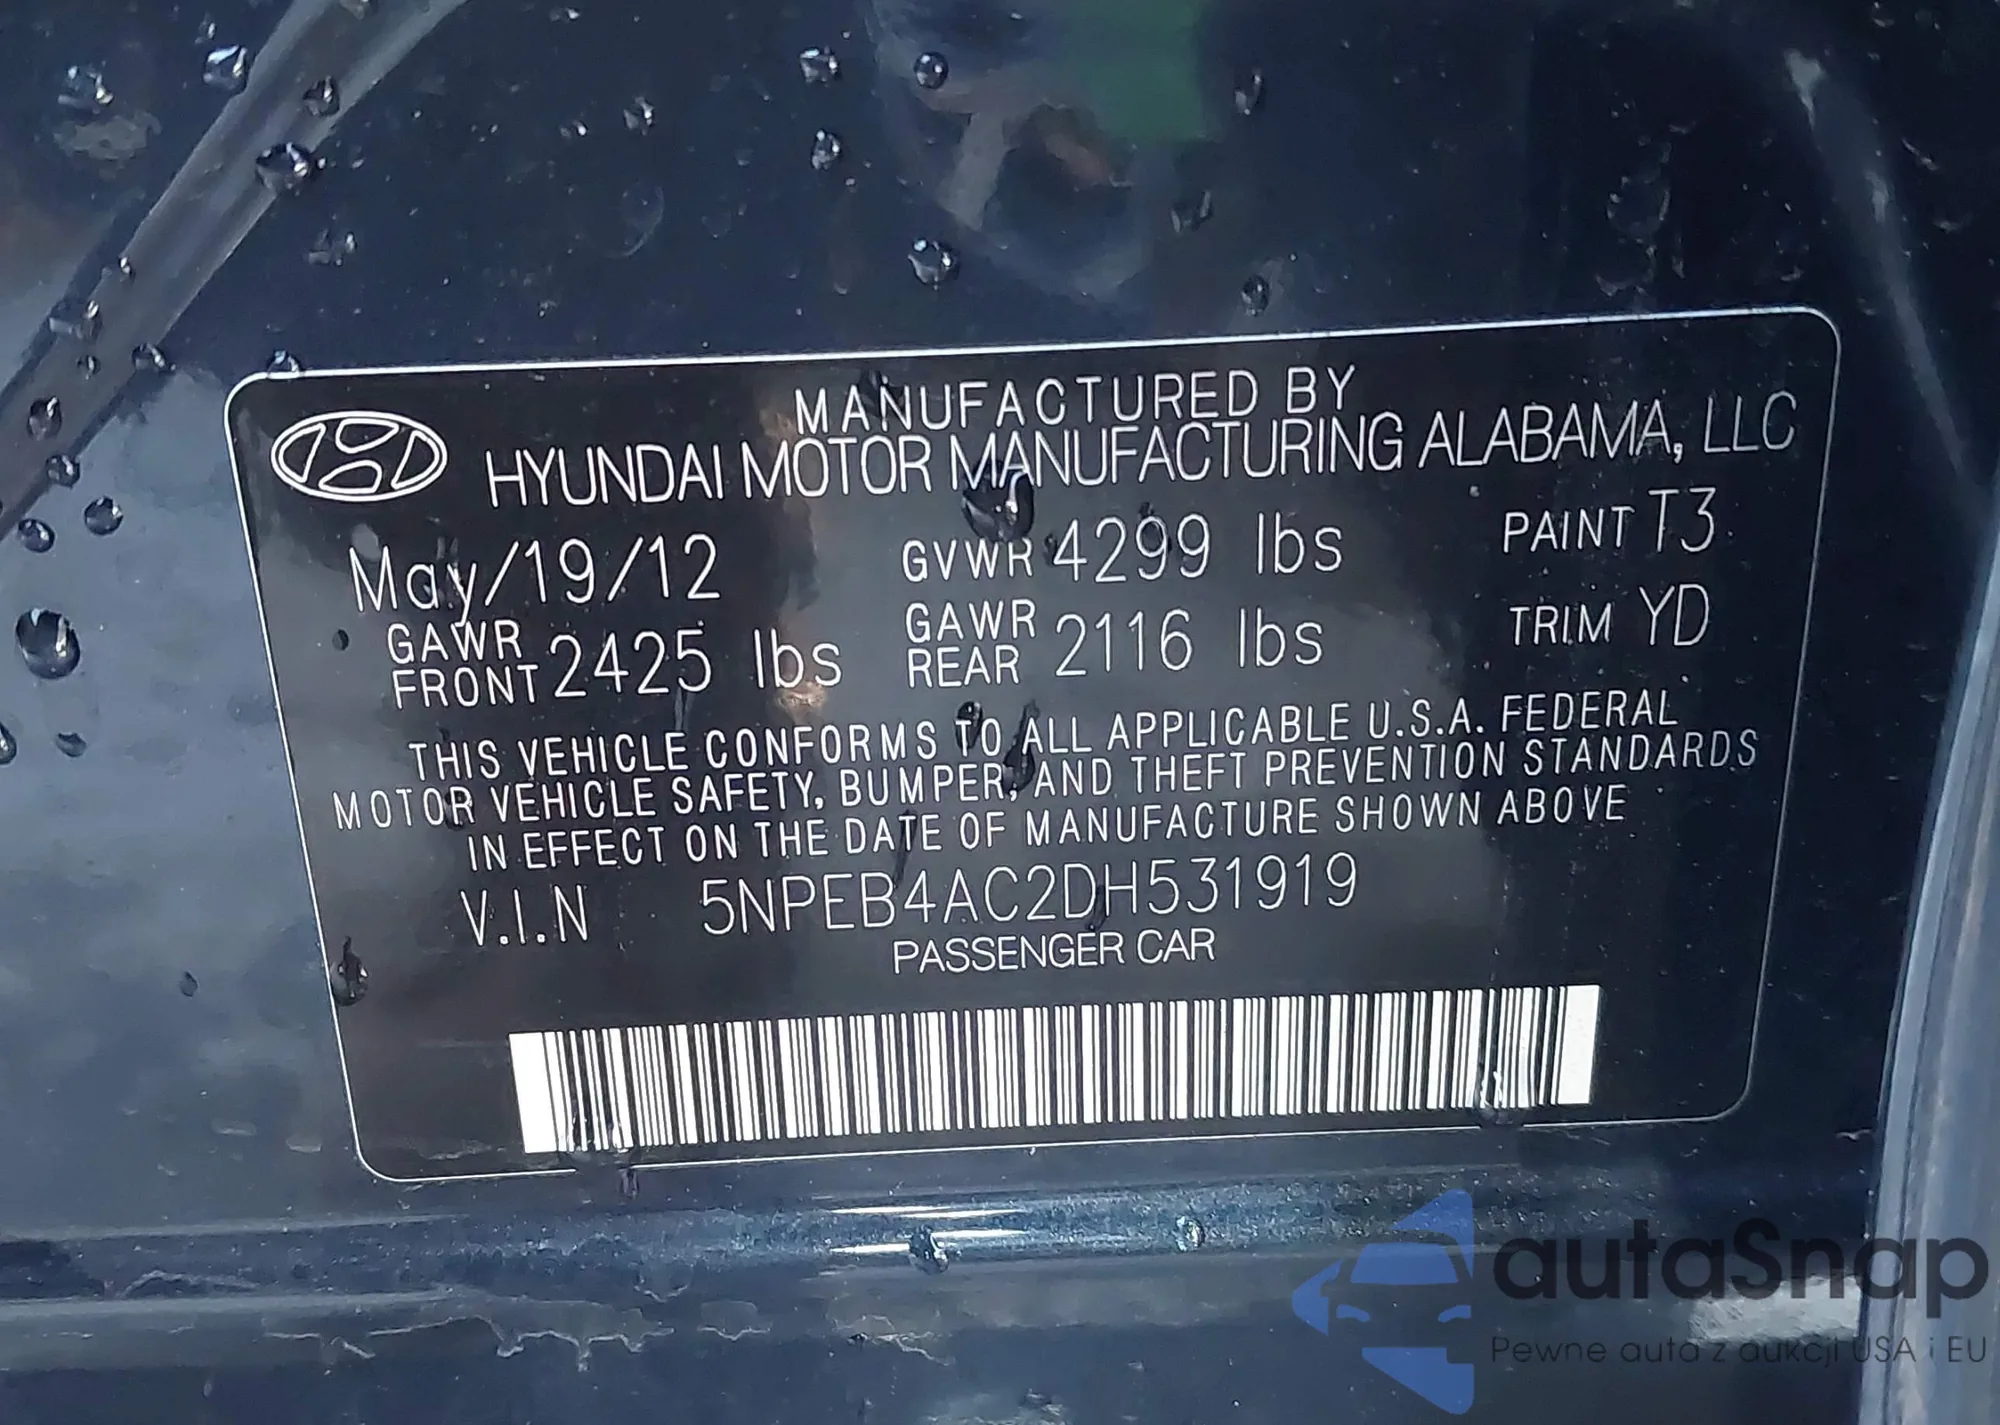 MANUFACTURED BY
HYUNDAI MOTOR MANUFACTURING ALABAMA, LLC
May/19/12 GVWR 4299 lbs PAINT T3
GAWR FRONT 2425 lbs GAWR REAR 2116 lbs TRIM YD
THIS VEHICLE CONFORMS TO ALL APPLICABLE U.S.A. FEDERAL
MOTOR VEHICLE SAFETY, BUMPER, AND THEFT PREVENTION STANDARDS
IN EFFECT ON THE DATE OF MANUFACTURE SHOWN ABOVE
V.I.N 5NPEB4AC2DH531919
PASSENGER CAR
autaSnap
Pewne auta z aukcji USA i EU